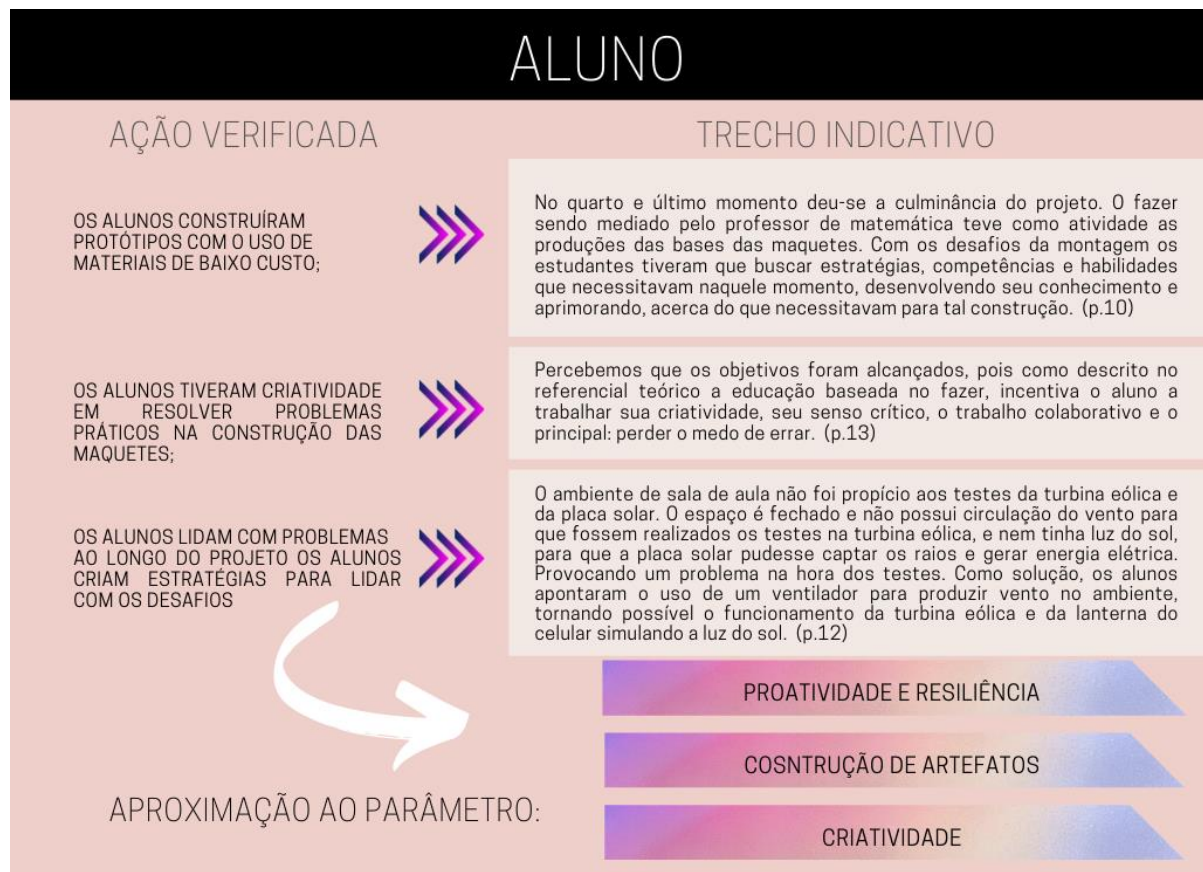 ALUNO
AÇÃO VERIFICADA
TRECHO INDICATIVO
OS ALUNOS CONSTRUÍRAM
PROTÓTIPOS COM O USO DE
MATERIAIS DE BAIXO CUSTO;
No quarto e último momento deu-se a culminância do projeto. O fazer
sendo mediado pelo professor de matemática teve como atividade as
produções das bases das maquetes. Com os desafios da montagem os
estudantes tiveram que buscar estratégias, competências e habilidades
que necessitavam naquele momento, desenvolvendo seu conhecimento e
aprimorando, acerca do que necessitavam para tal construção. (p.10)
OS ALUNOS TIVERAM CRIATIVIDADE
EM RESOLVER PROBLEMAS
PRÁTICOS NA CONSTRUÇÃO DAS
MAQUETES;
Percebemos que os objetivos foram alcançados, pois como descrito no
referencial teórico a educação baseada no fazer, incentiva o aluno a
trabalhar sua criatividade, seu senso crítico, o trabalho colaborativo e o
principal: perder o medo de errar. (p.13)
OS ALUNOS LIDAM COM PROBLEMAS
AO LONGO DO PROJETO OS ALUNOS
CRIAM ESTRATÉGIAS PARA LIDAR
COM OS DESAFIOS
O ambiente de sala de aula não foi propício aos testes da turbina eólica e
da placa solar. O espaço é fechado e não possui circulação do vento para
que fossem realizados os testes na turbina eólica, e nem tinha luz do sol,
para que a placa solar pudesse captar os raios e gerar energia elétrica.
Provocando um problema na hora dos testes. Como solução, os alunos
apontaram o uso de um ventilador para produzir vento no ambiente,
tornando possível o funcionamento da turbina eólica e da lanterna do
celular simulando a luz do sol. (p.12)
APROXIMAÇÃO AO PARÂMETRO:
PROATIVIDADE E RESILIÊNCIA
COSNTRUÇÃO DE ARTEFATOS
CRIATIVIDADE